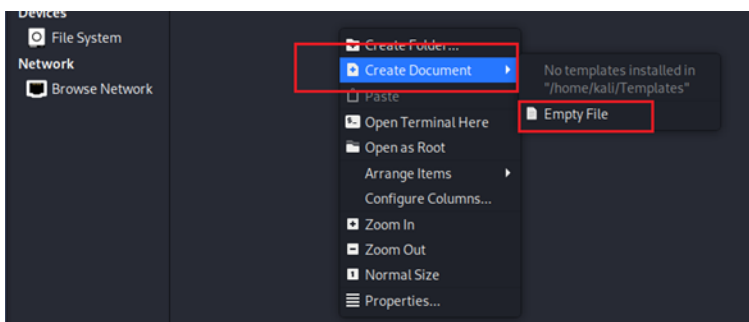 Devices
File System
Network
Browse Network
Create Folder...
Create Document
Paste
Open Terminal Here
Open as Root
Arrange Items
Configure Columns...
Zoom In
Zoom Out
Normal Size
Properties...
No templates installed in
"/home/kali/Templates"
Empty File